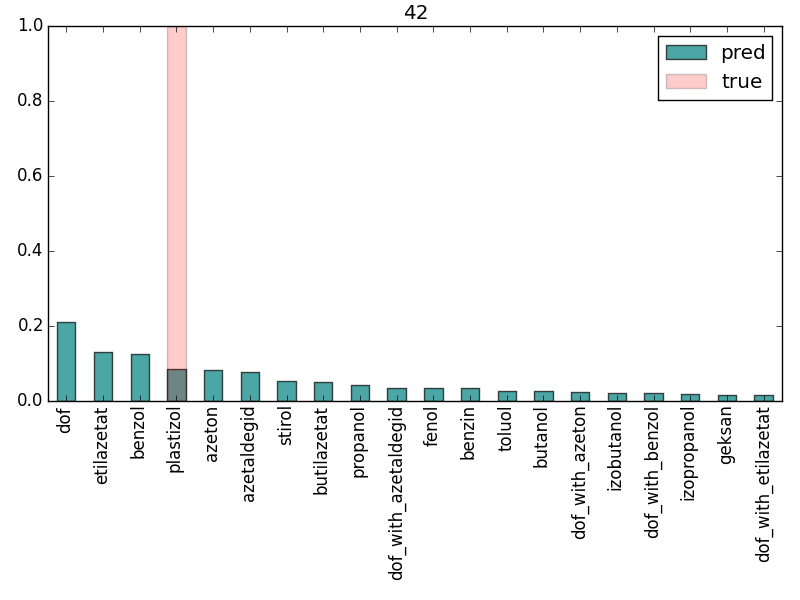 42
pred
true
1.0
0.8
0.6
0.4
0.2
0.0
dof
etilazetat
benzol
plastizol
azeton
azetaldegid
stirol
butilazetat
propanol
dof_with_azetaldegid
fenol
benzin
toluol
butanol
dof_with_azeton
izobutanol
dof_with_benzol
izopropanol
geksan
dof_with_etilazetat